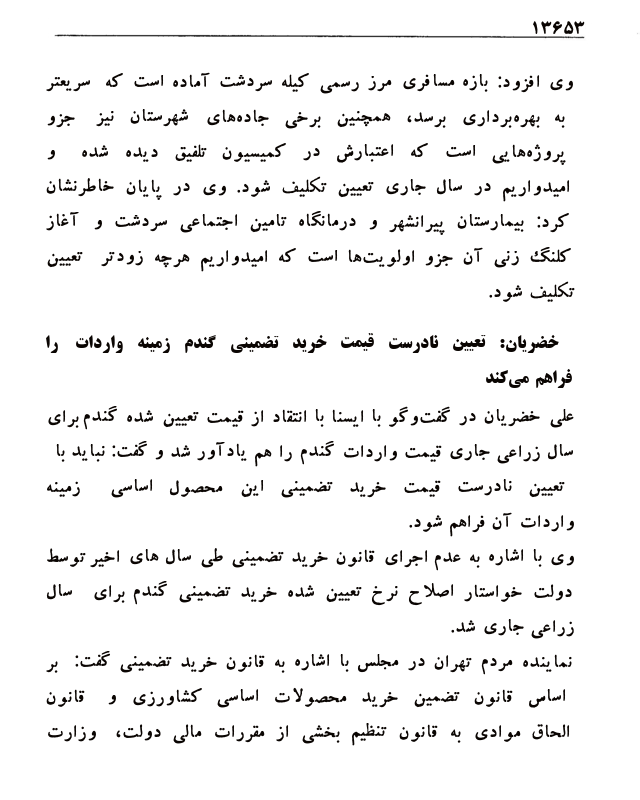 ۱۳۶۵۳
وی افزود: بازه مسافری مرز رسمی کیله سردشت آماده است که سریعتر
به بهره‌برداری برسد، همچنین برخی جاده‌های شهرستان نیز جزو
پروژه‌هایی است که اعتبارش در کمیسیون تلفیق دیده شده و
امیدواریم در سال جاری تعیین تکلیف شود. وی در پایان خاطرنشان
کرد: بیمارستان پیرانشهر و درمانگاه تامین اجتماعی سردشت و آغاز
کلنگ زنی آن جزو اولویت‌ها است که امیدواریم هرچه زودتر تعیین
تکلیف شود.
خضریان: تعیین نادرست قیمت خرید تضمینی گندم زمینه واردات را
فراهم می‌کند
علی خضریان در گفت‌وگو با ایسنا با انتقاد از قیمت تعیین شده گندم برای
سال زراعی جاری قیمت واردات گندم را هم یادآور شد و گفت: نباید با
تعیین نادرست قیمت خرید تضمینی این محصول اساسی زمینه
واردات آن فراهم شود.
وی با اشاره به عدم اجرای قانون خرید تضمینی طی سال های اخیر توسط
دولت خواستار اصلاح نرخ تعیین شده خرید تضمینی گندم برای سال
زراعی جاری شد.
نماینده مردم تهران در مجلس با اشاره به قانون خرید تضمینی گفت: بر
اساس قانون تضمین خرید محصولات اساسی کشاورزی و قانون
الحاق موادی به قانون تنظیم بخشی از مقررات مالی دولت، وزارت